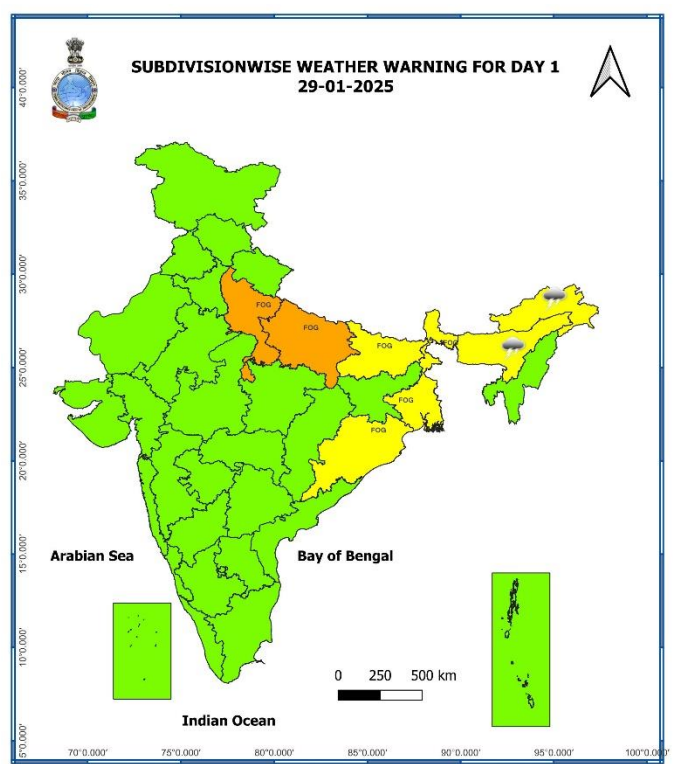 SUBDIVISIONWISE WEATHER WARNING FOR DAY 1
29-01-2025
40°0.000'
35°0.000'
30°0.000'
25°0.000'
20°0.000'
15°0.000'
10°0.000'
5°0.000'
FOG
FOG
FOG
FOG
FOG
FOG
Arabian Sea
Bay of Bengal
0 250 500 km
Indian Ocean
70°0.000' 75°0.000' 80°0.000' 85°0.000' 90°0.000' 95°0.000' 100°0.000'